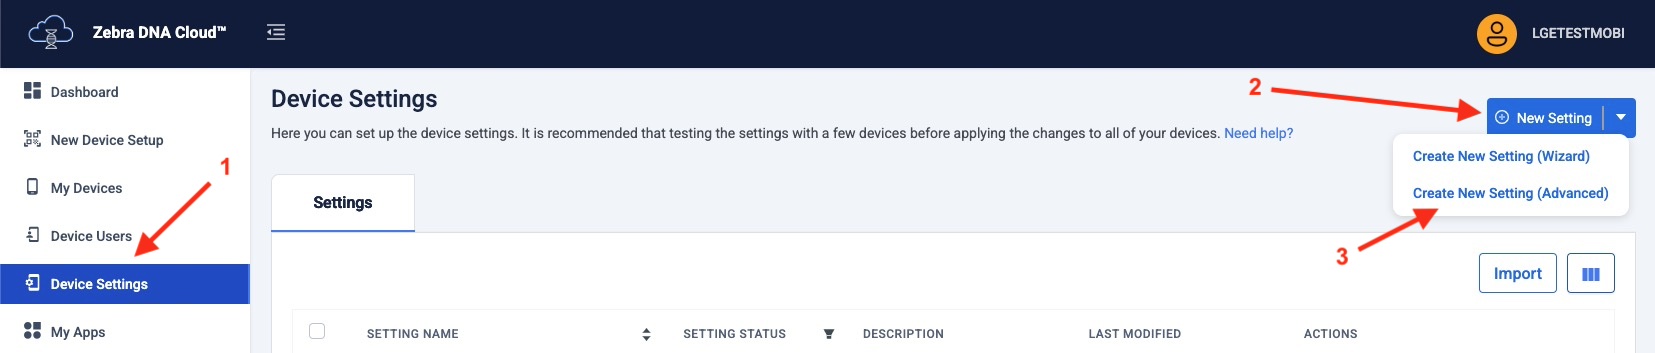 Zebra DNA Cloud™
LGETESTMOBI
Dashboard
New Device Setup
My Devices
Device Users
Device Settings
My Apps
1
Device Settings
Here you can set up the device settings. It is recommended that testing the settings with a few devices before applying the changes to all of your devices. Need help?
2
New Setting
Create New Setting (Wizard)
Create New Setting (Advanced)
3
Settings
Import
SETTING NAME SETTING STATUS DESCRIPTION LAST MODIFIED ACTIONS